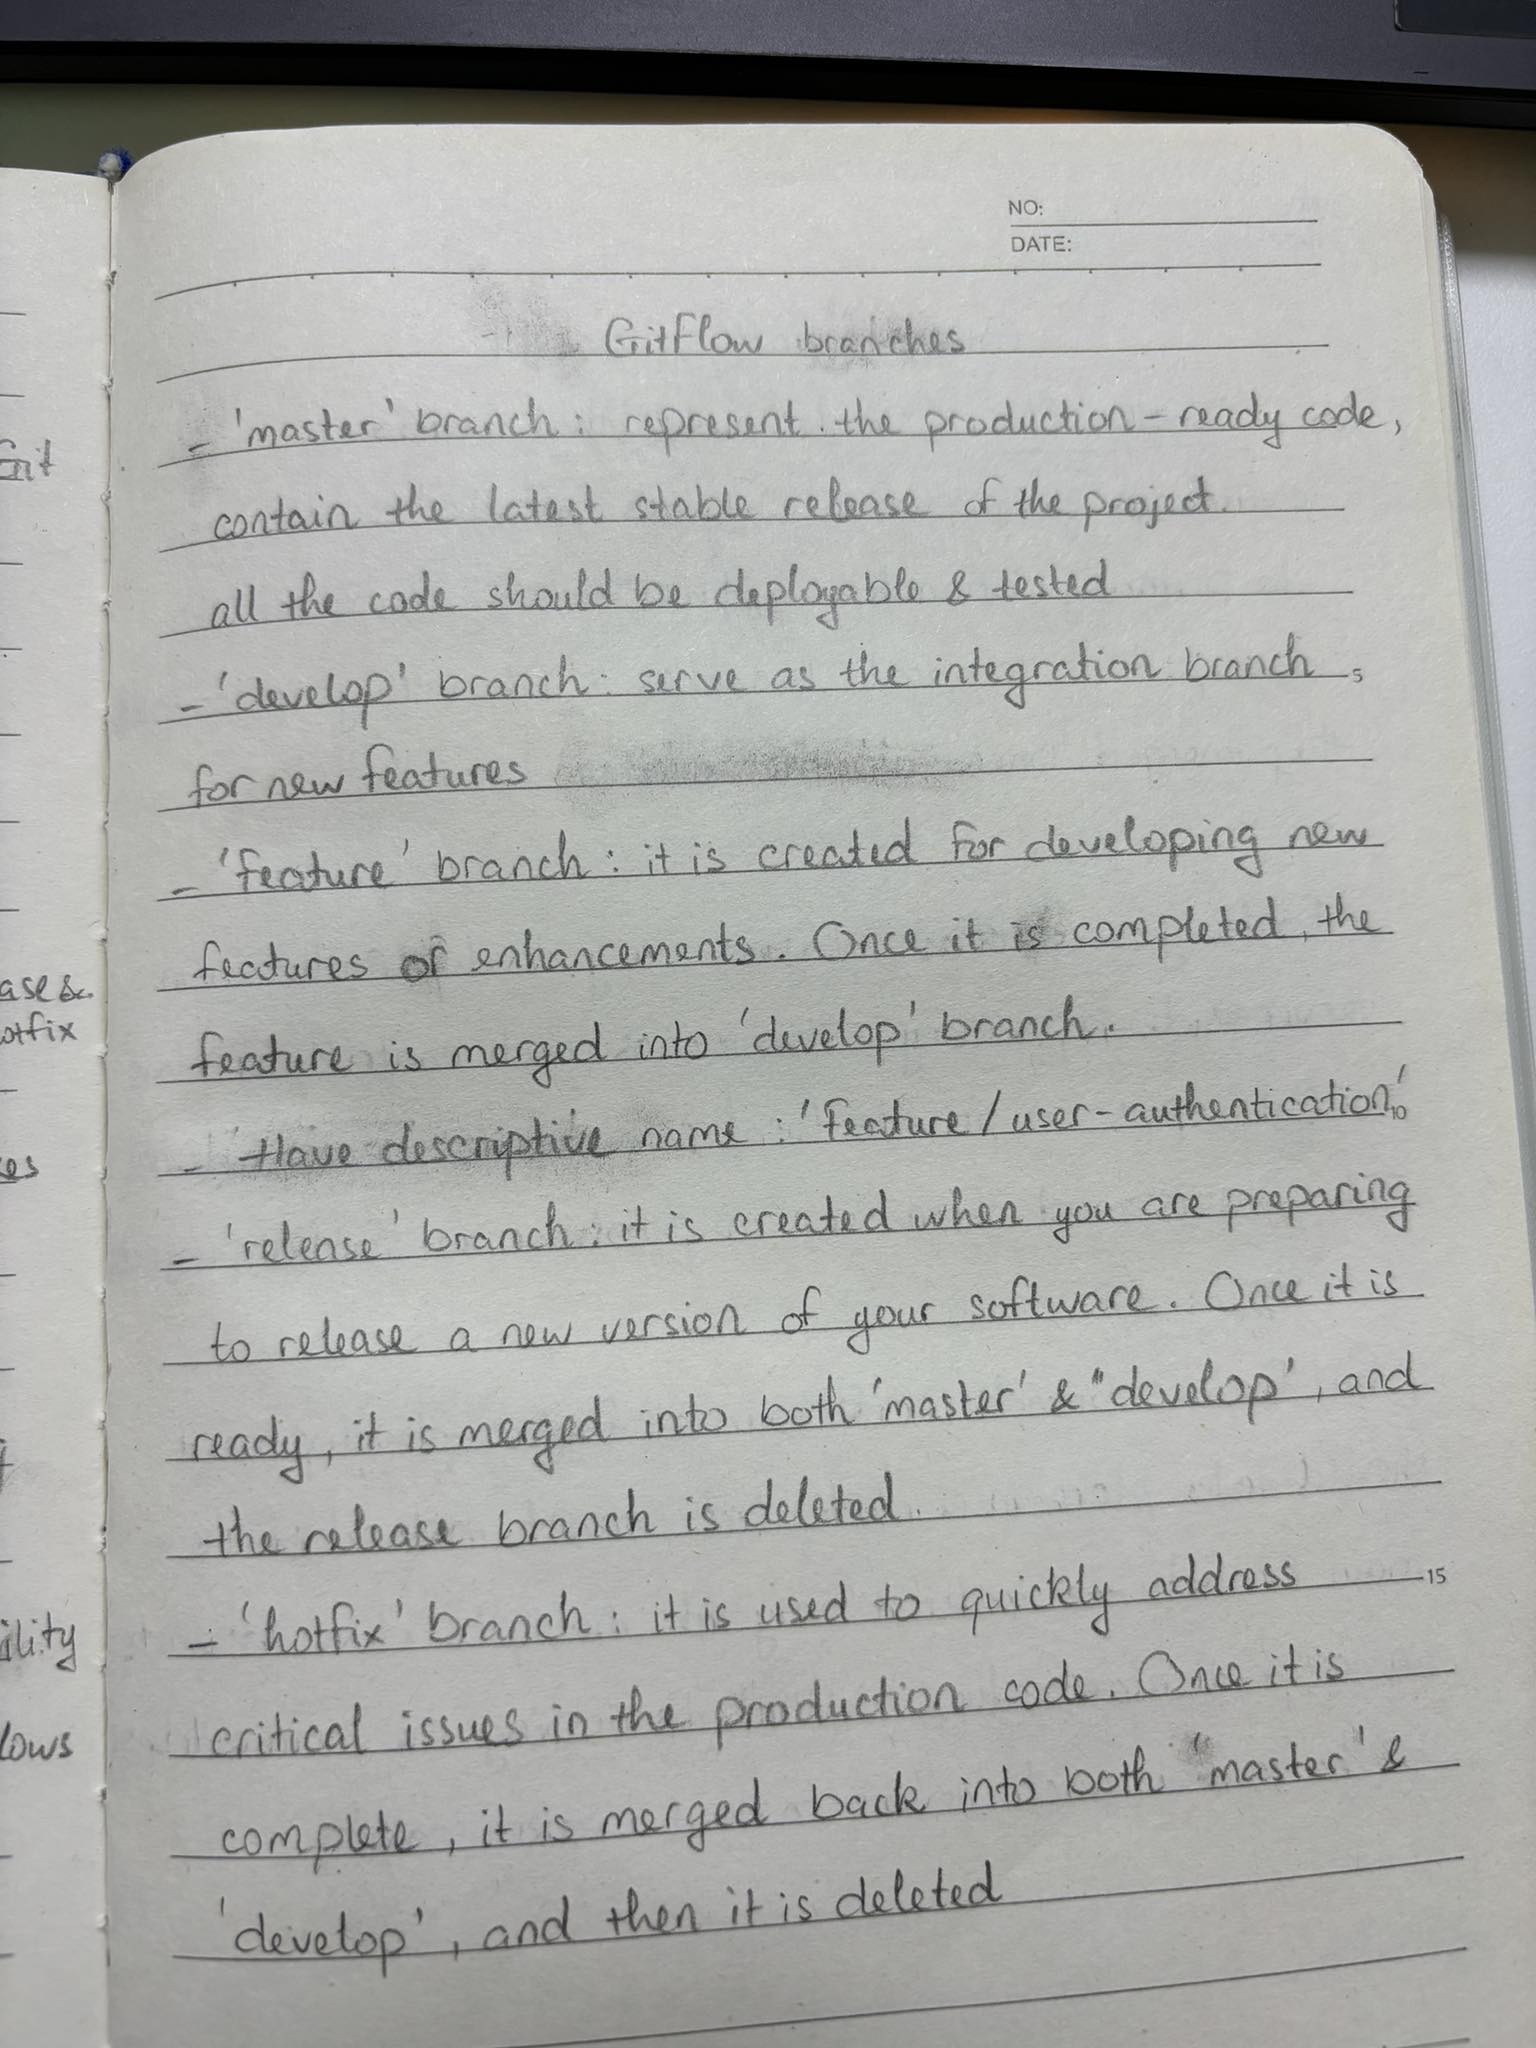 NO:
DATE:
GitFlow branches
- 'master' branch: represent the production-ready code,
contain the latest stable release of the project.
all the code should be deployable & tested
- 'develop' branch: serve as the integration branch
5
for new features
- 'feature' branch: it is created for developing new
features or enhancements. Once it is completed, the
feature is merged into 'develop' branch.
- Have descriptive name: 'feature/user-authentication'
10
- 'release' branch: it is created when you are preparing
to release a new version of your software. Once it is
ready, it is merged into both 'master' & "develop', and
the release branch is deleted.
- 'hotfix' branch: it is used to quickly address
15
critical issues in the production code. Once it is
complete, it is merged back into both 'master' &
'develop', and then it is deleted
Git
ase &
otfix
es
ility
lows